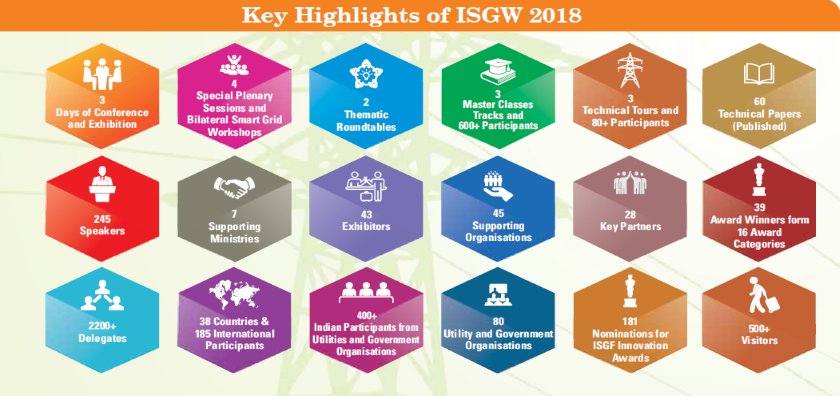 Key Highlights of ISGW 2018
3
Days of Conference
and Exhibition
4
Special Plenary
Sessions and
Bilateral Smart Grid
Workshops
2
Thematic
Roundtables
3
Master Classes
Tracks and
600+ Participants
3
Technical Tours and
80+ Participants
60
Technical Papers
(Published)
245
Speakers
7
Supporting
Ministries
43
Exhibitors
45
Supporting
Organisations
28
Key Partners
39
Award Winners form
16 Award
Categories
2200+
Delegates
38 Countries &
185 International
Participants
400+
Indian Participants from
Utilities and Government
Organisations
80
Utility and Government
Organisations
181
Nominations for
ISGF Innovation
Awards
500+
Visitors